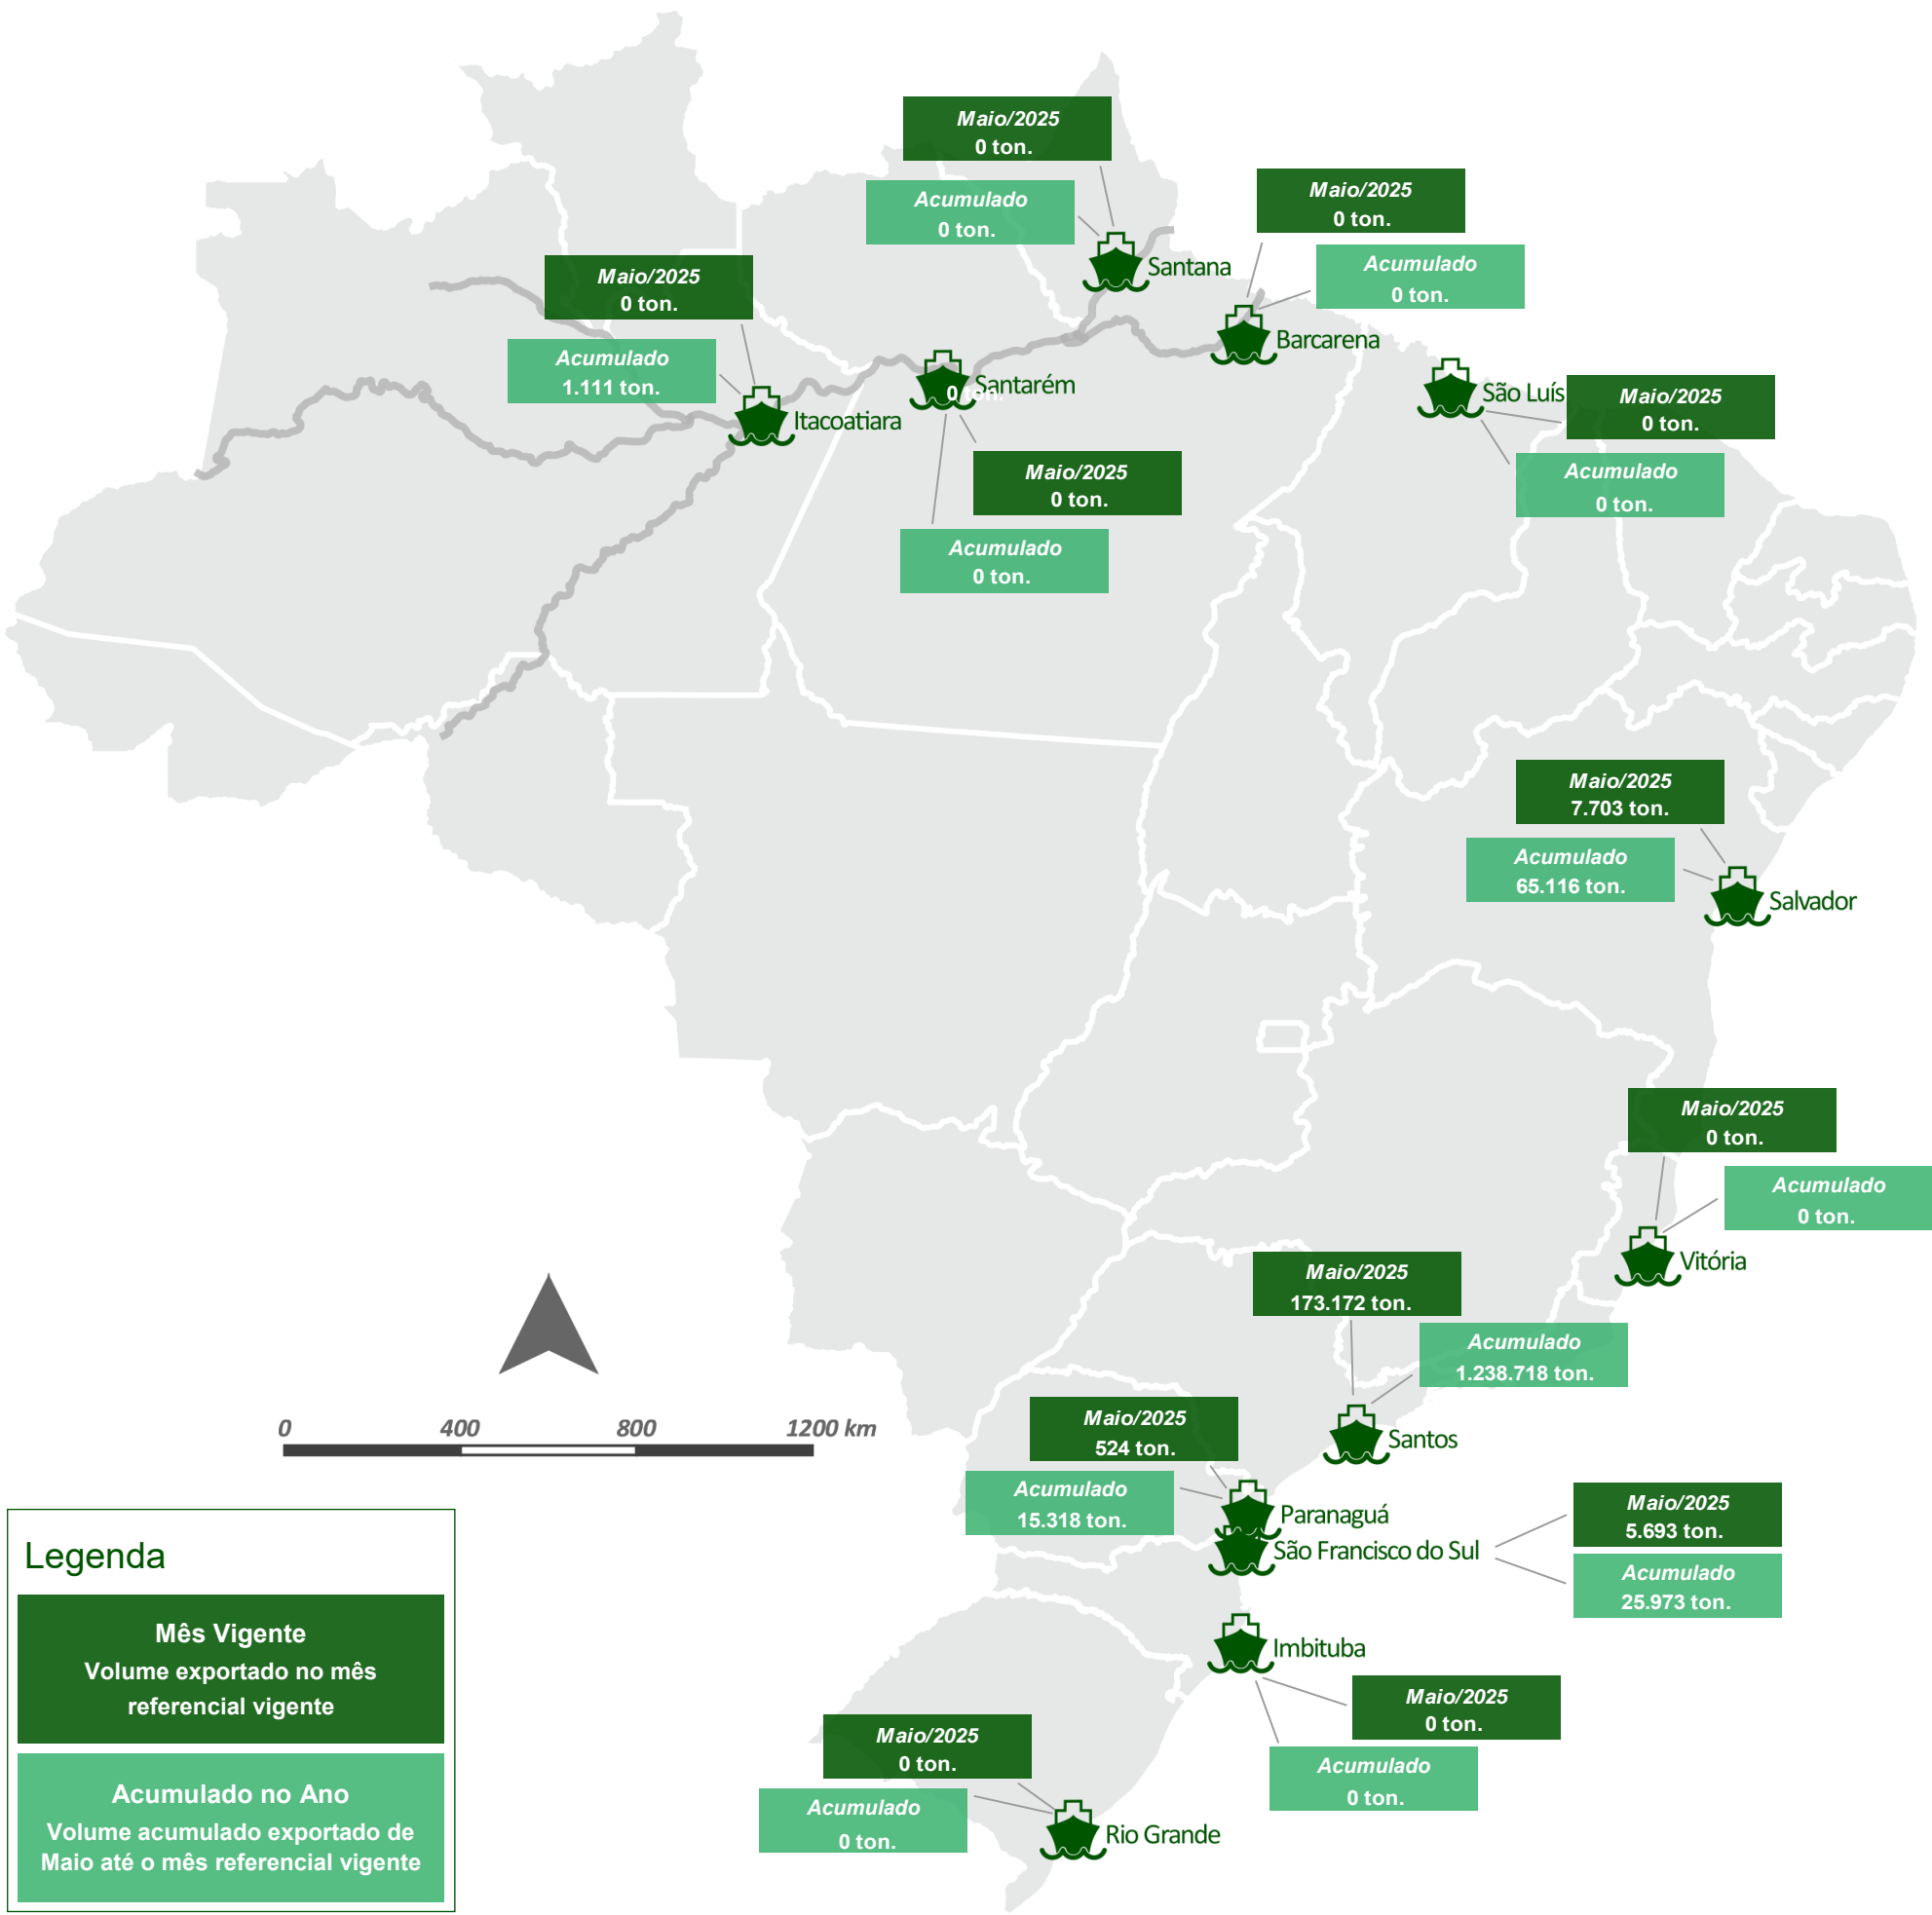 Maio/2025
0 ton.
Acumulado
0 ton.
Santana
Maio/2025
0 ton.
Acumulado
0 ton.
Barcarena
Maio/2025
0 ton.
Acumulado
1.111 ton.
Itacoatiara
Santarém
0 ton.
Maio/2025
0 ton.
Acumulado
0 ton.
São Luís
Maio/2025
0 ton.
Acumulado
0 ton.
Maio/2025
7.703 ton.
Acumulado
65.116 ton.
Salvador
Maio/2025
0 ton.
Acumulado
0 ton.
Vitória
Maio/2025
173.172 ton.
Acumulado
1.238.718 ton.
Santos
Maio/2025
524 ton.
Acumulado
15.318 ton.
Paranaguá
São Francisco do Sul
Maio/2025
5.693 ton.
Acumulado
25.973 ton.
Imbituba
Maio/2025
0 ton.
Acumulado
0 ton.
Maio/2025
0 ton.
Acumulado
0 ton.
Rio Grande
0 400 800 1200 km
Legenda
Mês Vigente
Volume exportado no mês
referencial vigente
Acumulado no Ano
Volume acumulado exportado de
Maio até o mês referencial vigente